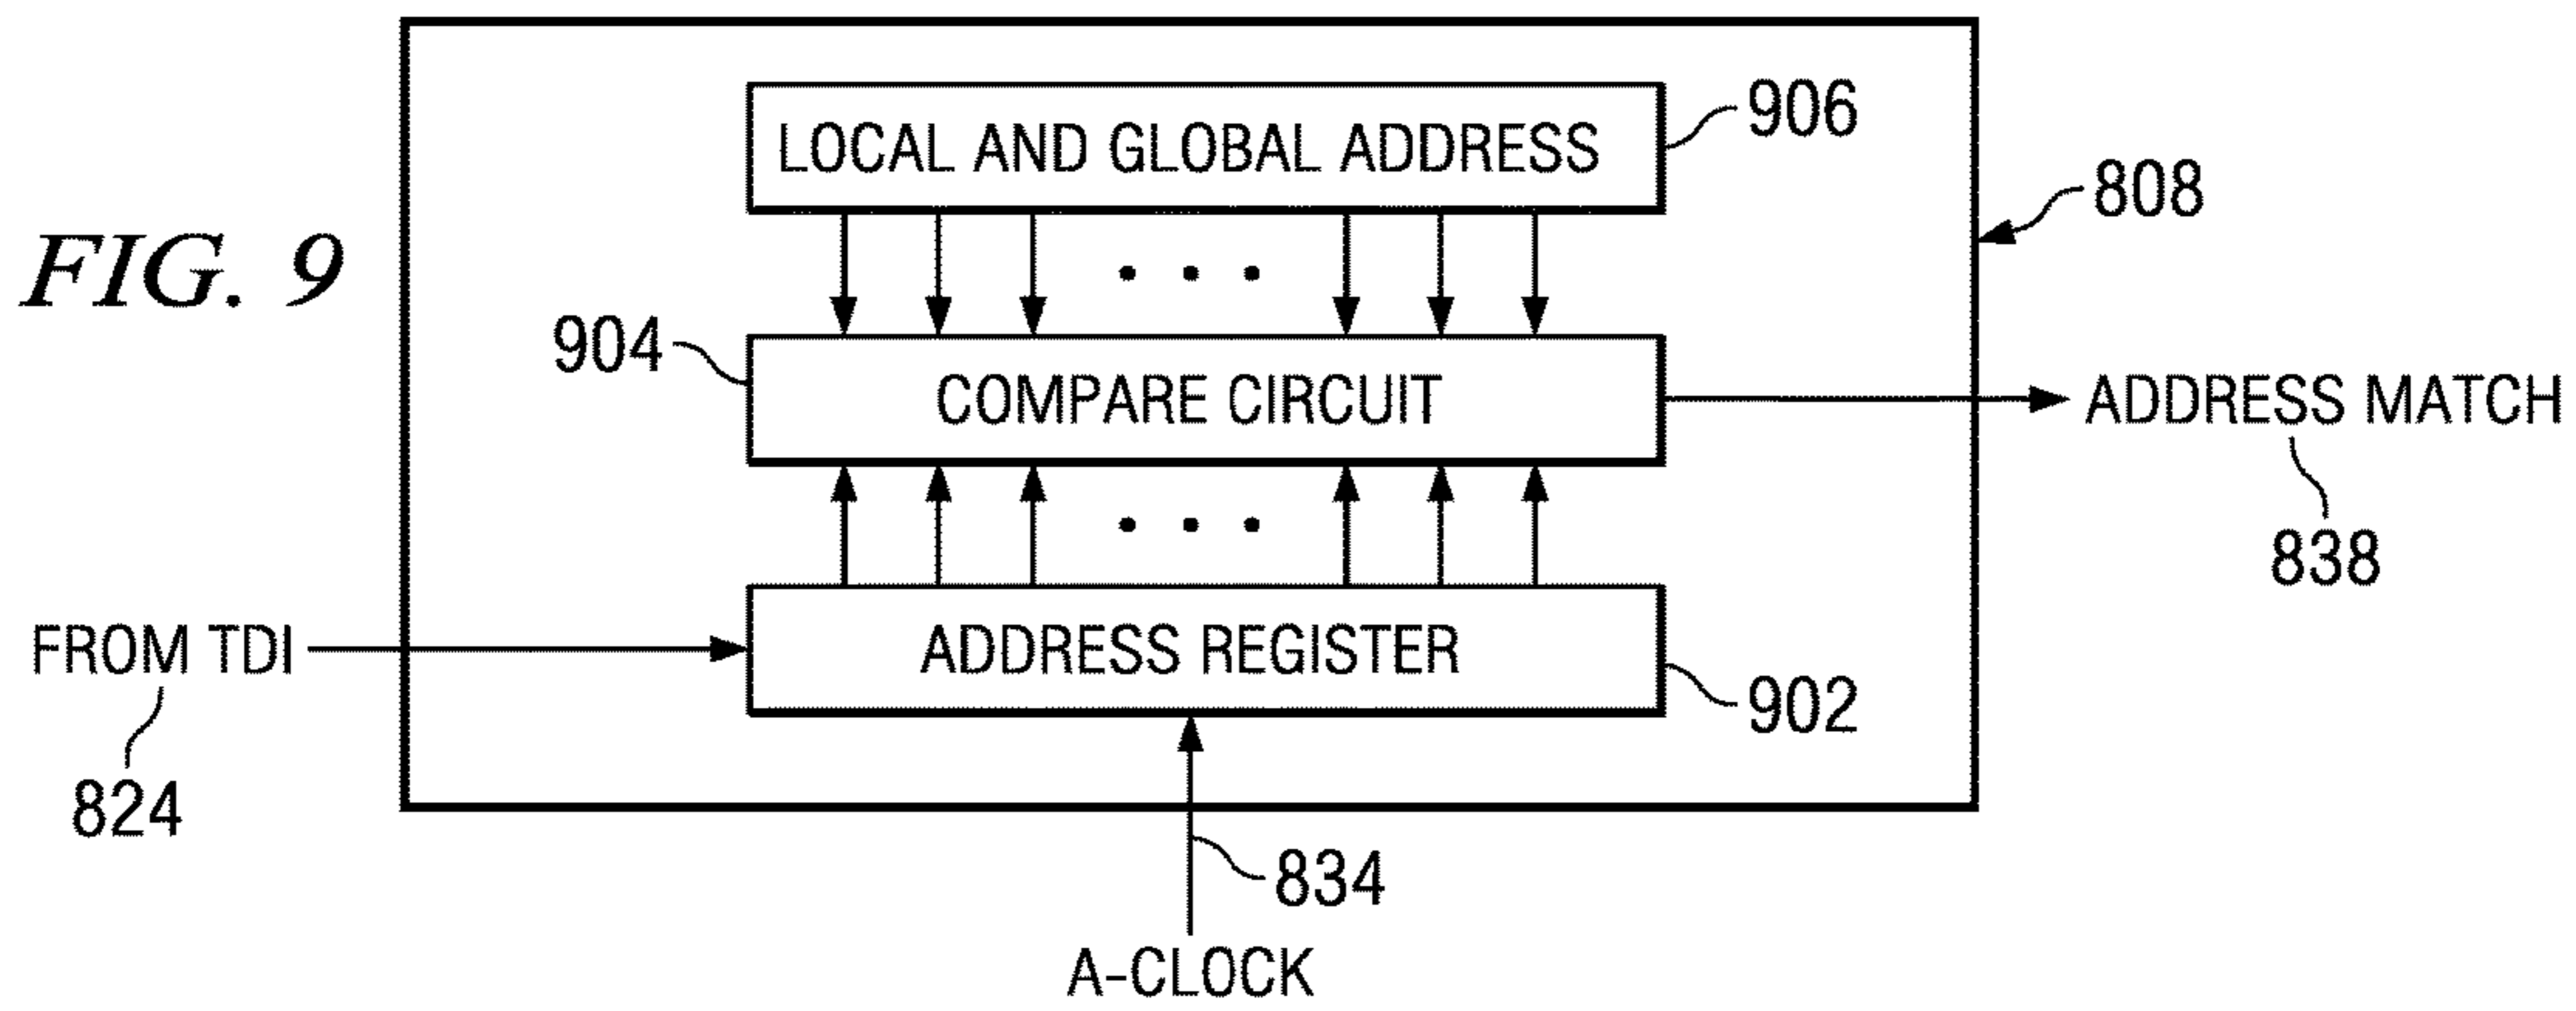 FIG. 9
LOCAL AND GLOBAL ADDRESS
906
808
904
COMPARE CIRCUIT
ADDRESS MATCH
838
FROM TDI
824
ADDRESS REGISTER
902
834
A-CLOCK